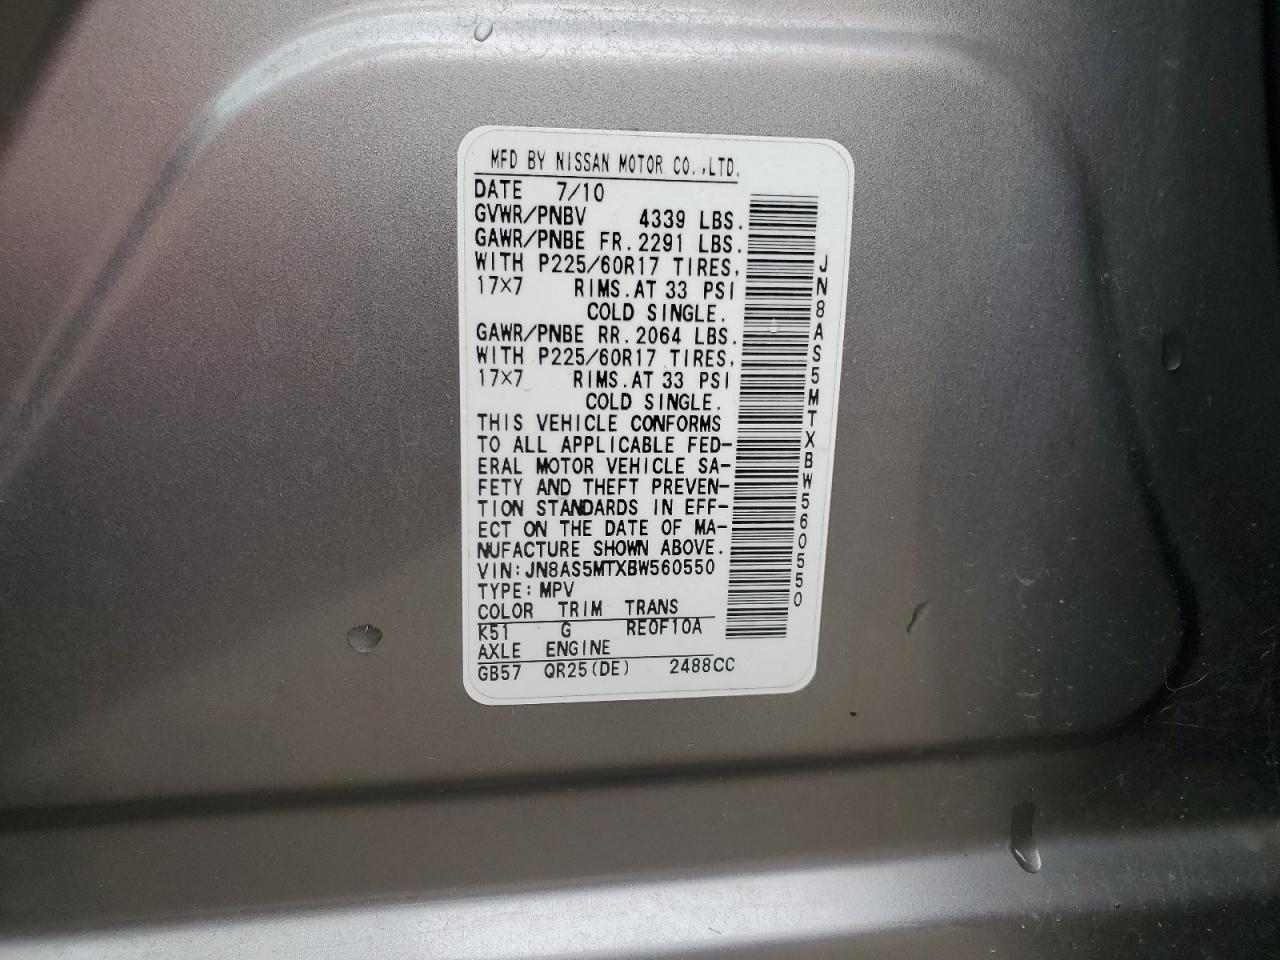 MFD BY NISSAN MOTOR CO.,LTD.
DATE 7/10
GVWR/PNBV 4339 LBS.
GAWR/PNBE FR. 2291 LBS.
WITH P225/60R17 TIRES,
17×7 RIMS.AT 33 PSI
COLD SINGLE.
GAWR/PNBE RR. 2064 LBS.
WITH P225/60R17 TIRES,
17×7 RIMS.AT 33 PSI
COLD SINGLE.
THIS VEHICLE CONFORMS
TO ALL APPLICABLE FED-
ERAL MOTOR VEHICLE SA-
FETY AND THEFT PREVEN-
TION STANDARDS IN EFF-
ECT ON THE DATE OF MA-
NUFACTURE SHOWN ABOVE.
VIN: JN8AS5MTXBW560550
TYPE: MPV
COLOR TRIM TRANS
K51 G RE0F10A
AXLE ENGINE
GB57 QR25(DE) 2488CC
JN8AS5MTXBW560550